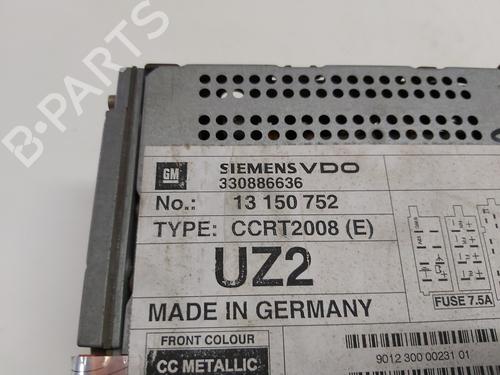 B-PARTS
GM
SIEMENS VDO
330886636
No.: 13 150 752
TYPE: CCRT2008 (E)
UZ2
MADE IN GERMANY
FUSE 7.5A
FRONT COLOUR
CC METALLIC
9012 300 00231 01